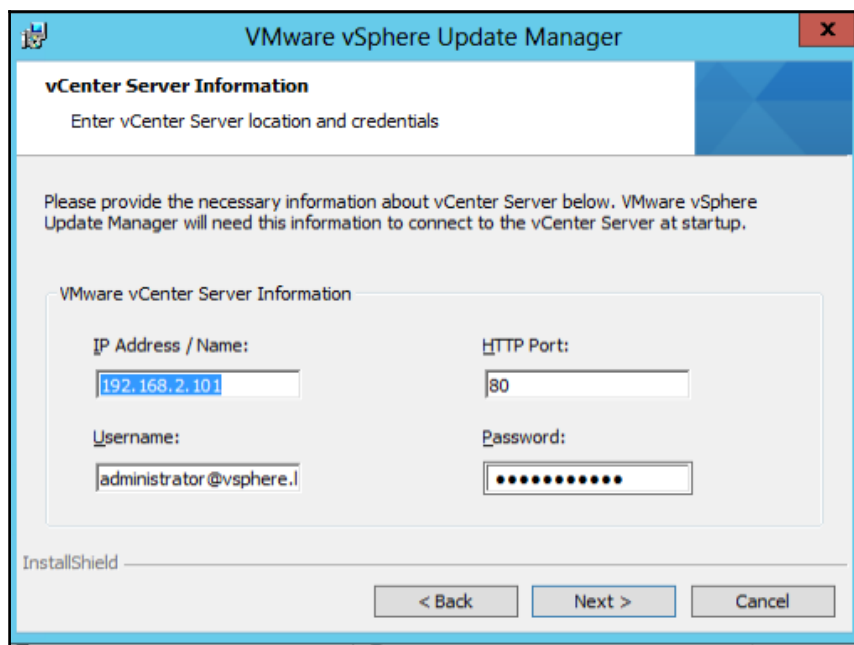 VMware vSphere Update Manager
x
vCenter Server Information
Enter vCenter Server location and credentials
Please provide the necessary information about vCenter Server below. VMware vSphere
Update Manager will need this information to connect to the vCenter Server at startup.
VMware vCenter Server Information
IP Address / Name:
HTTP Port:
192.168.2.101
80
Username:
Password:
administrator@vsphere.l
●●●●●●●●●●●
InstallShield
< Back
Next >
Cancel